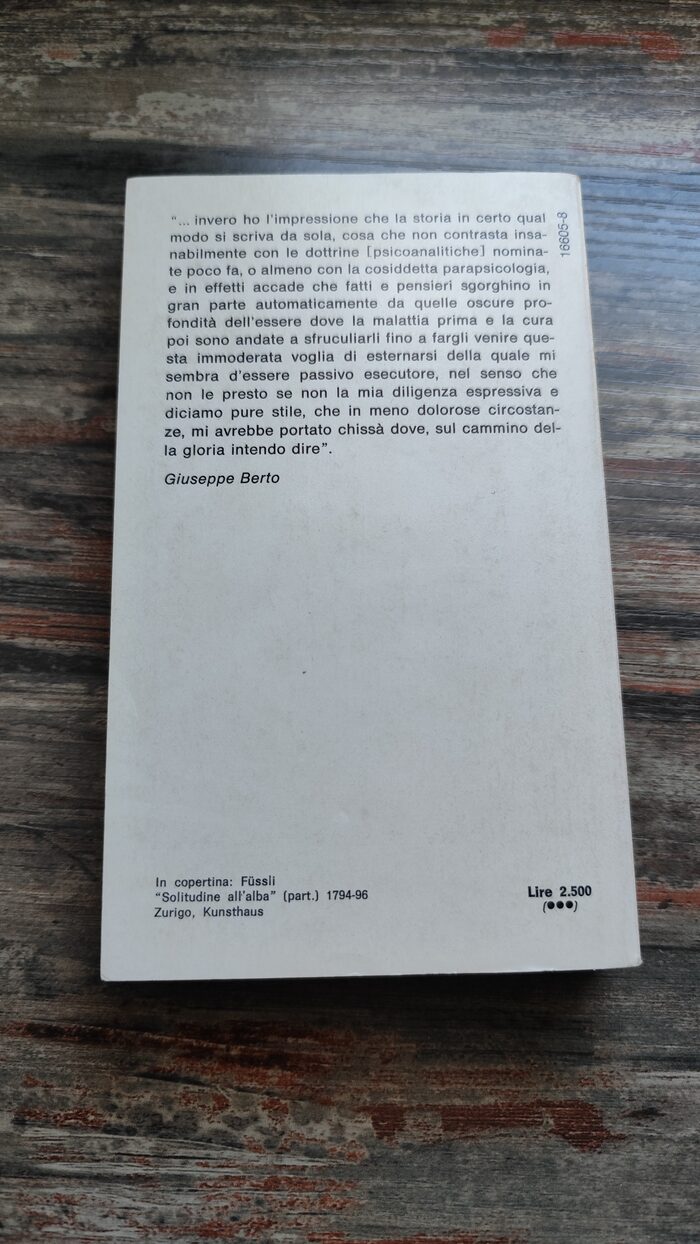 "... invero ho l'impressione che la storia in certo qual
modo si scriva da sola, cosa che non contrasta insa-
nabilmente con le dottrine [psicoanalitiche] nomina-
te poco fa, o almeno con la cosiddetta parapsicologia,
e in effetti accade che fatti e pensieri sgorghino in
gran parte automaticamente da quelle oscure pro-
fondità dell'essere dove la malattia prima e la cura
poi sono andate a sfruculiarli fino a fargli venire que-
sta immoderata voglia di esternarsi della quale mi
sembra d'essere passivo esecutore, nel senso che
non le presto se non la mia diligenza espressiva e
diciamo pure stile, che in meno dolorose circostan-
ze, mi avrebbe portato chissà dove, sul cammino del-
la gloria intendo dire".
Giuseppe Berto
16605-8
In copertina: Füssli
"Solitudine all'alba" (part.) 1794-96
Zurigo, Kunsthaus
Lire 2.500
(●●●)